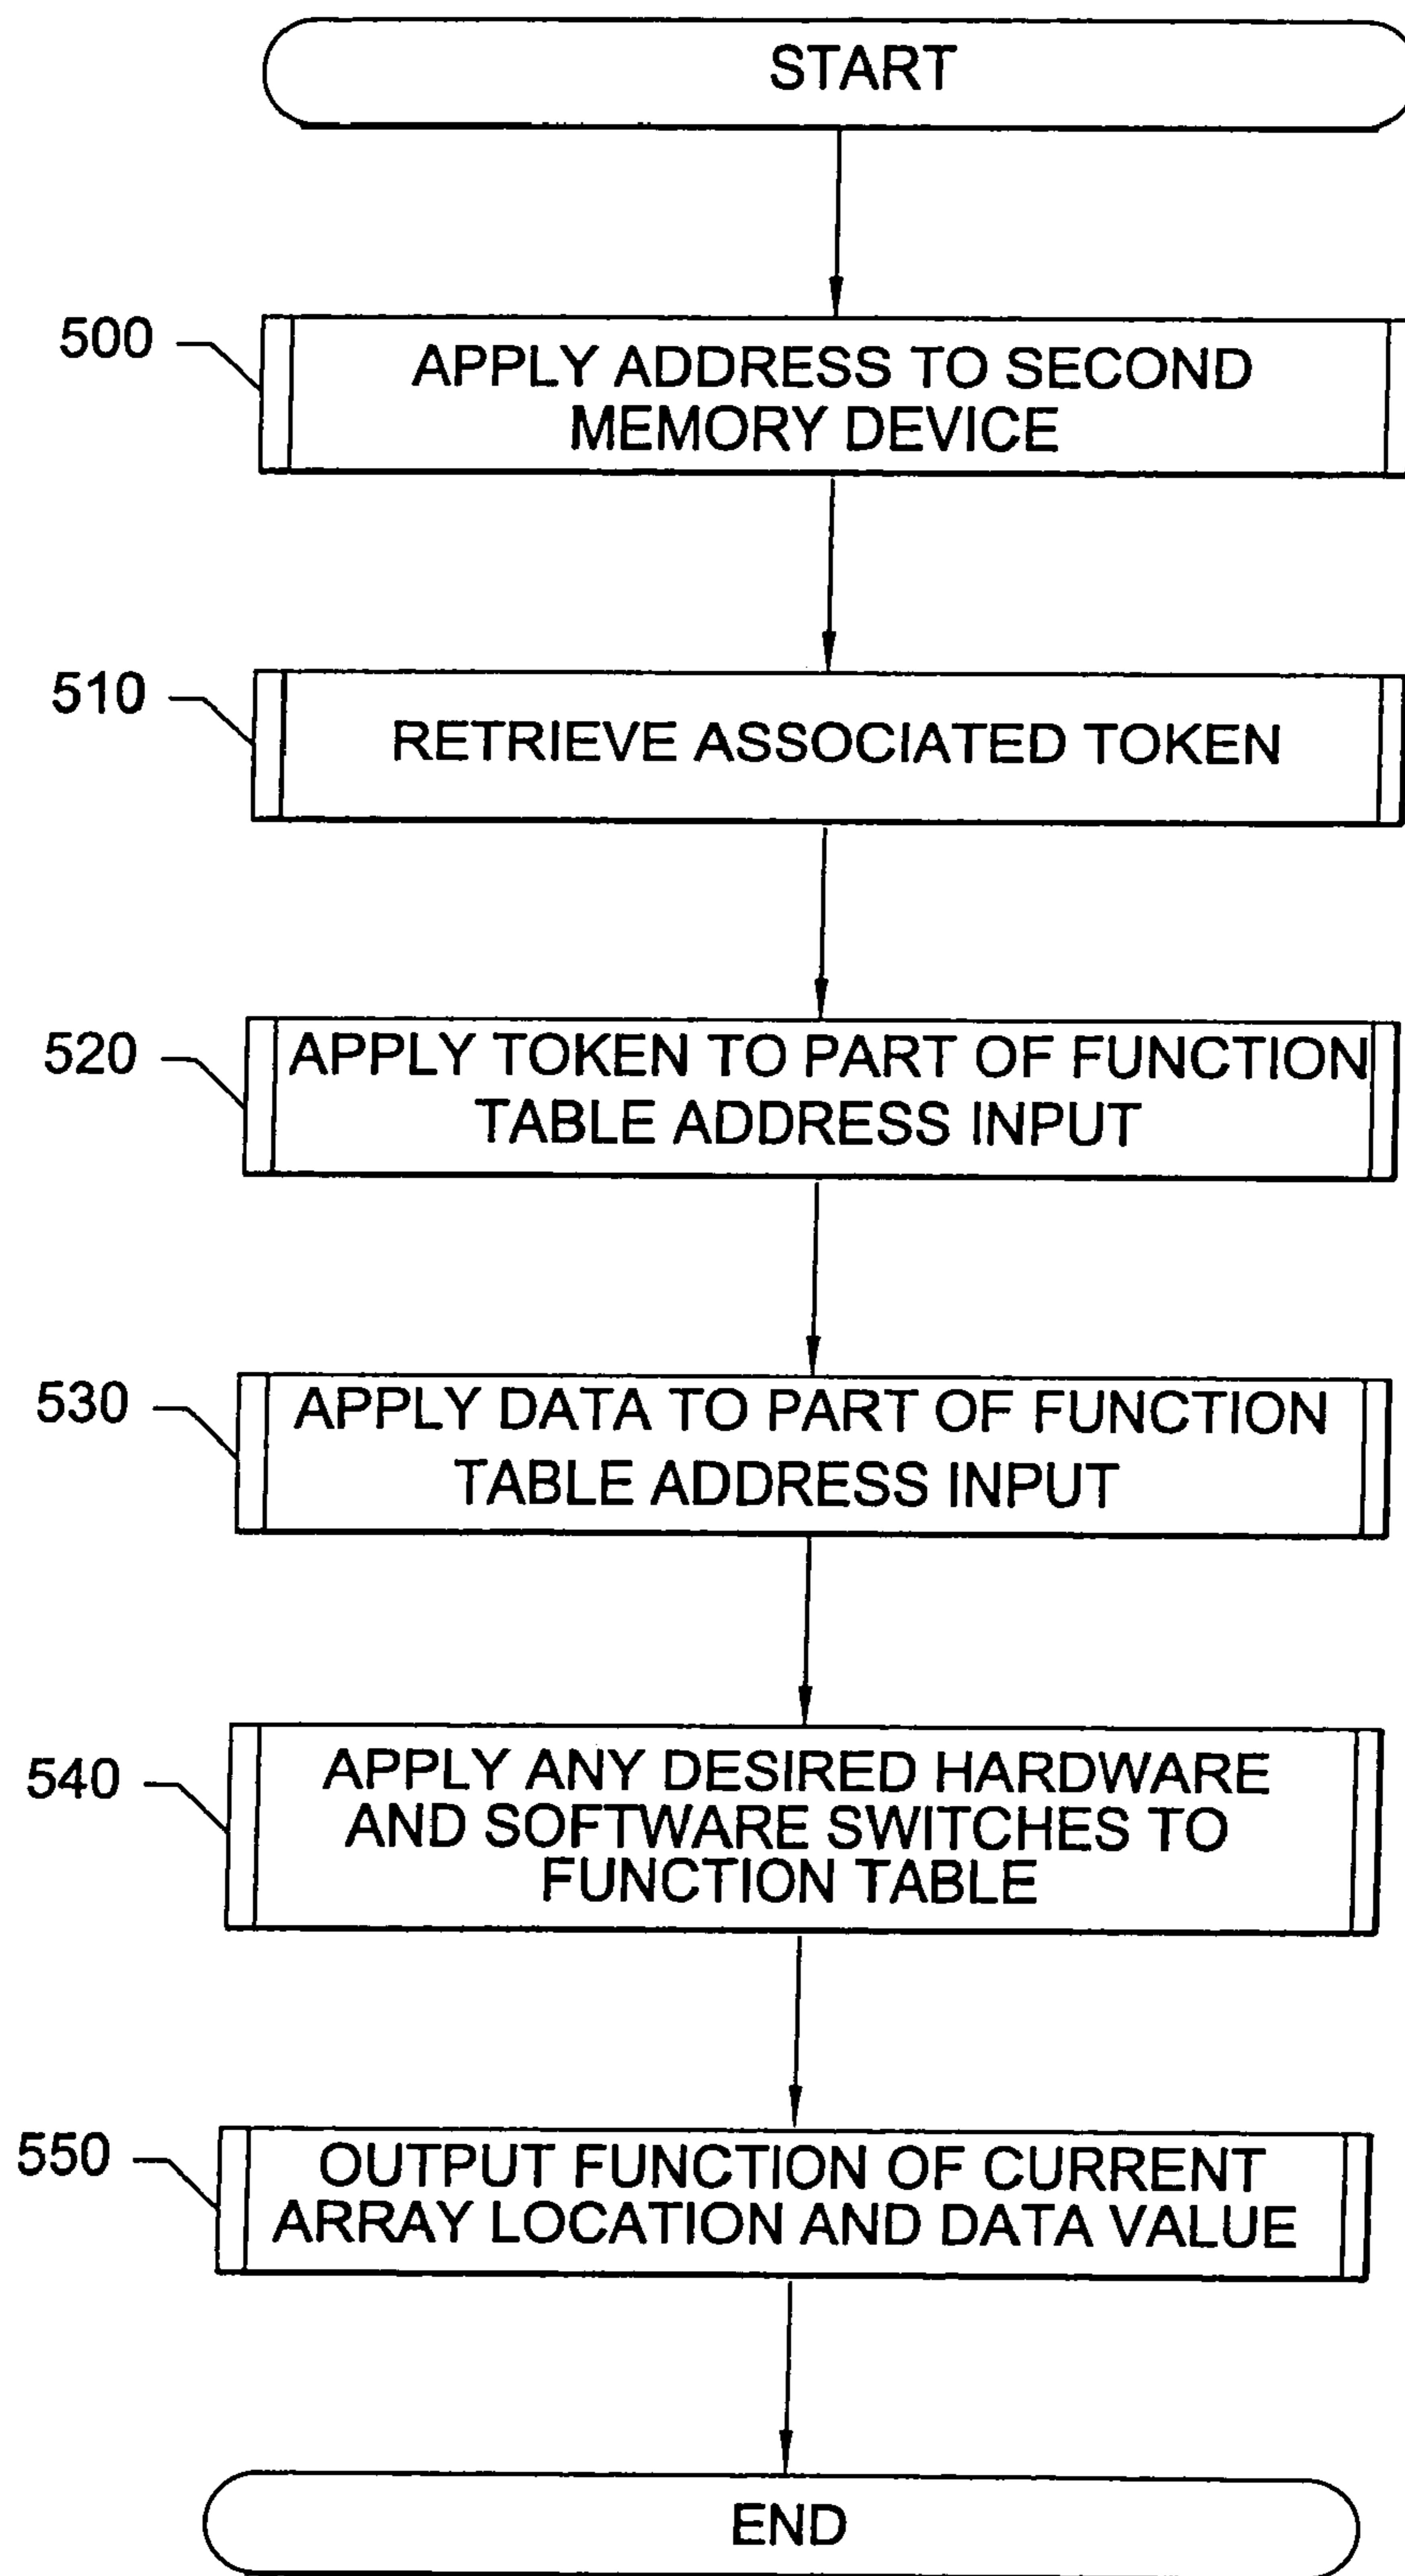 START
500
APPLY ADDRESS TO SECOND
MEMORY DEVICE
510
RETRIEVE ASSOCIATED TOKEN
520
APPLY TOKEN TO PART OF FUNCTION
TABLE ADDRESS INPUT
530
APPLY DATA TO PART OF FUNCTION
TABLE ADDRESS INPUT
540
APPLY ANY DESIRED HARDWARE
AND SOFTWARE SWITCHES TO
FUNCTION TABLE
550
OUTPUT FUNCTION OF CURRENT
ARRAY LOCATION AND DATA VALUE
END